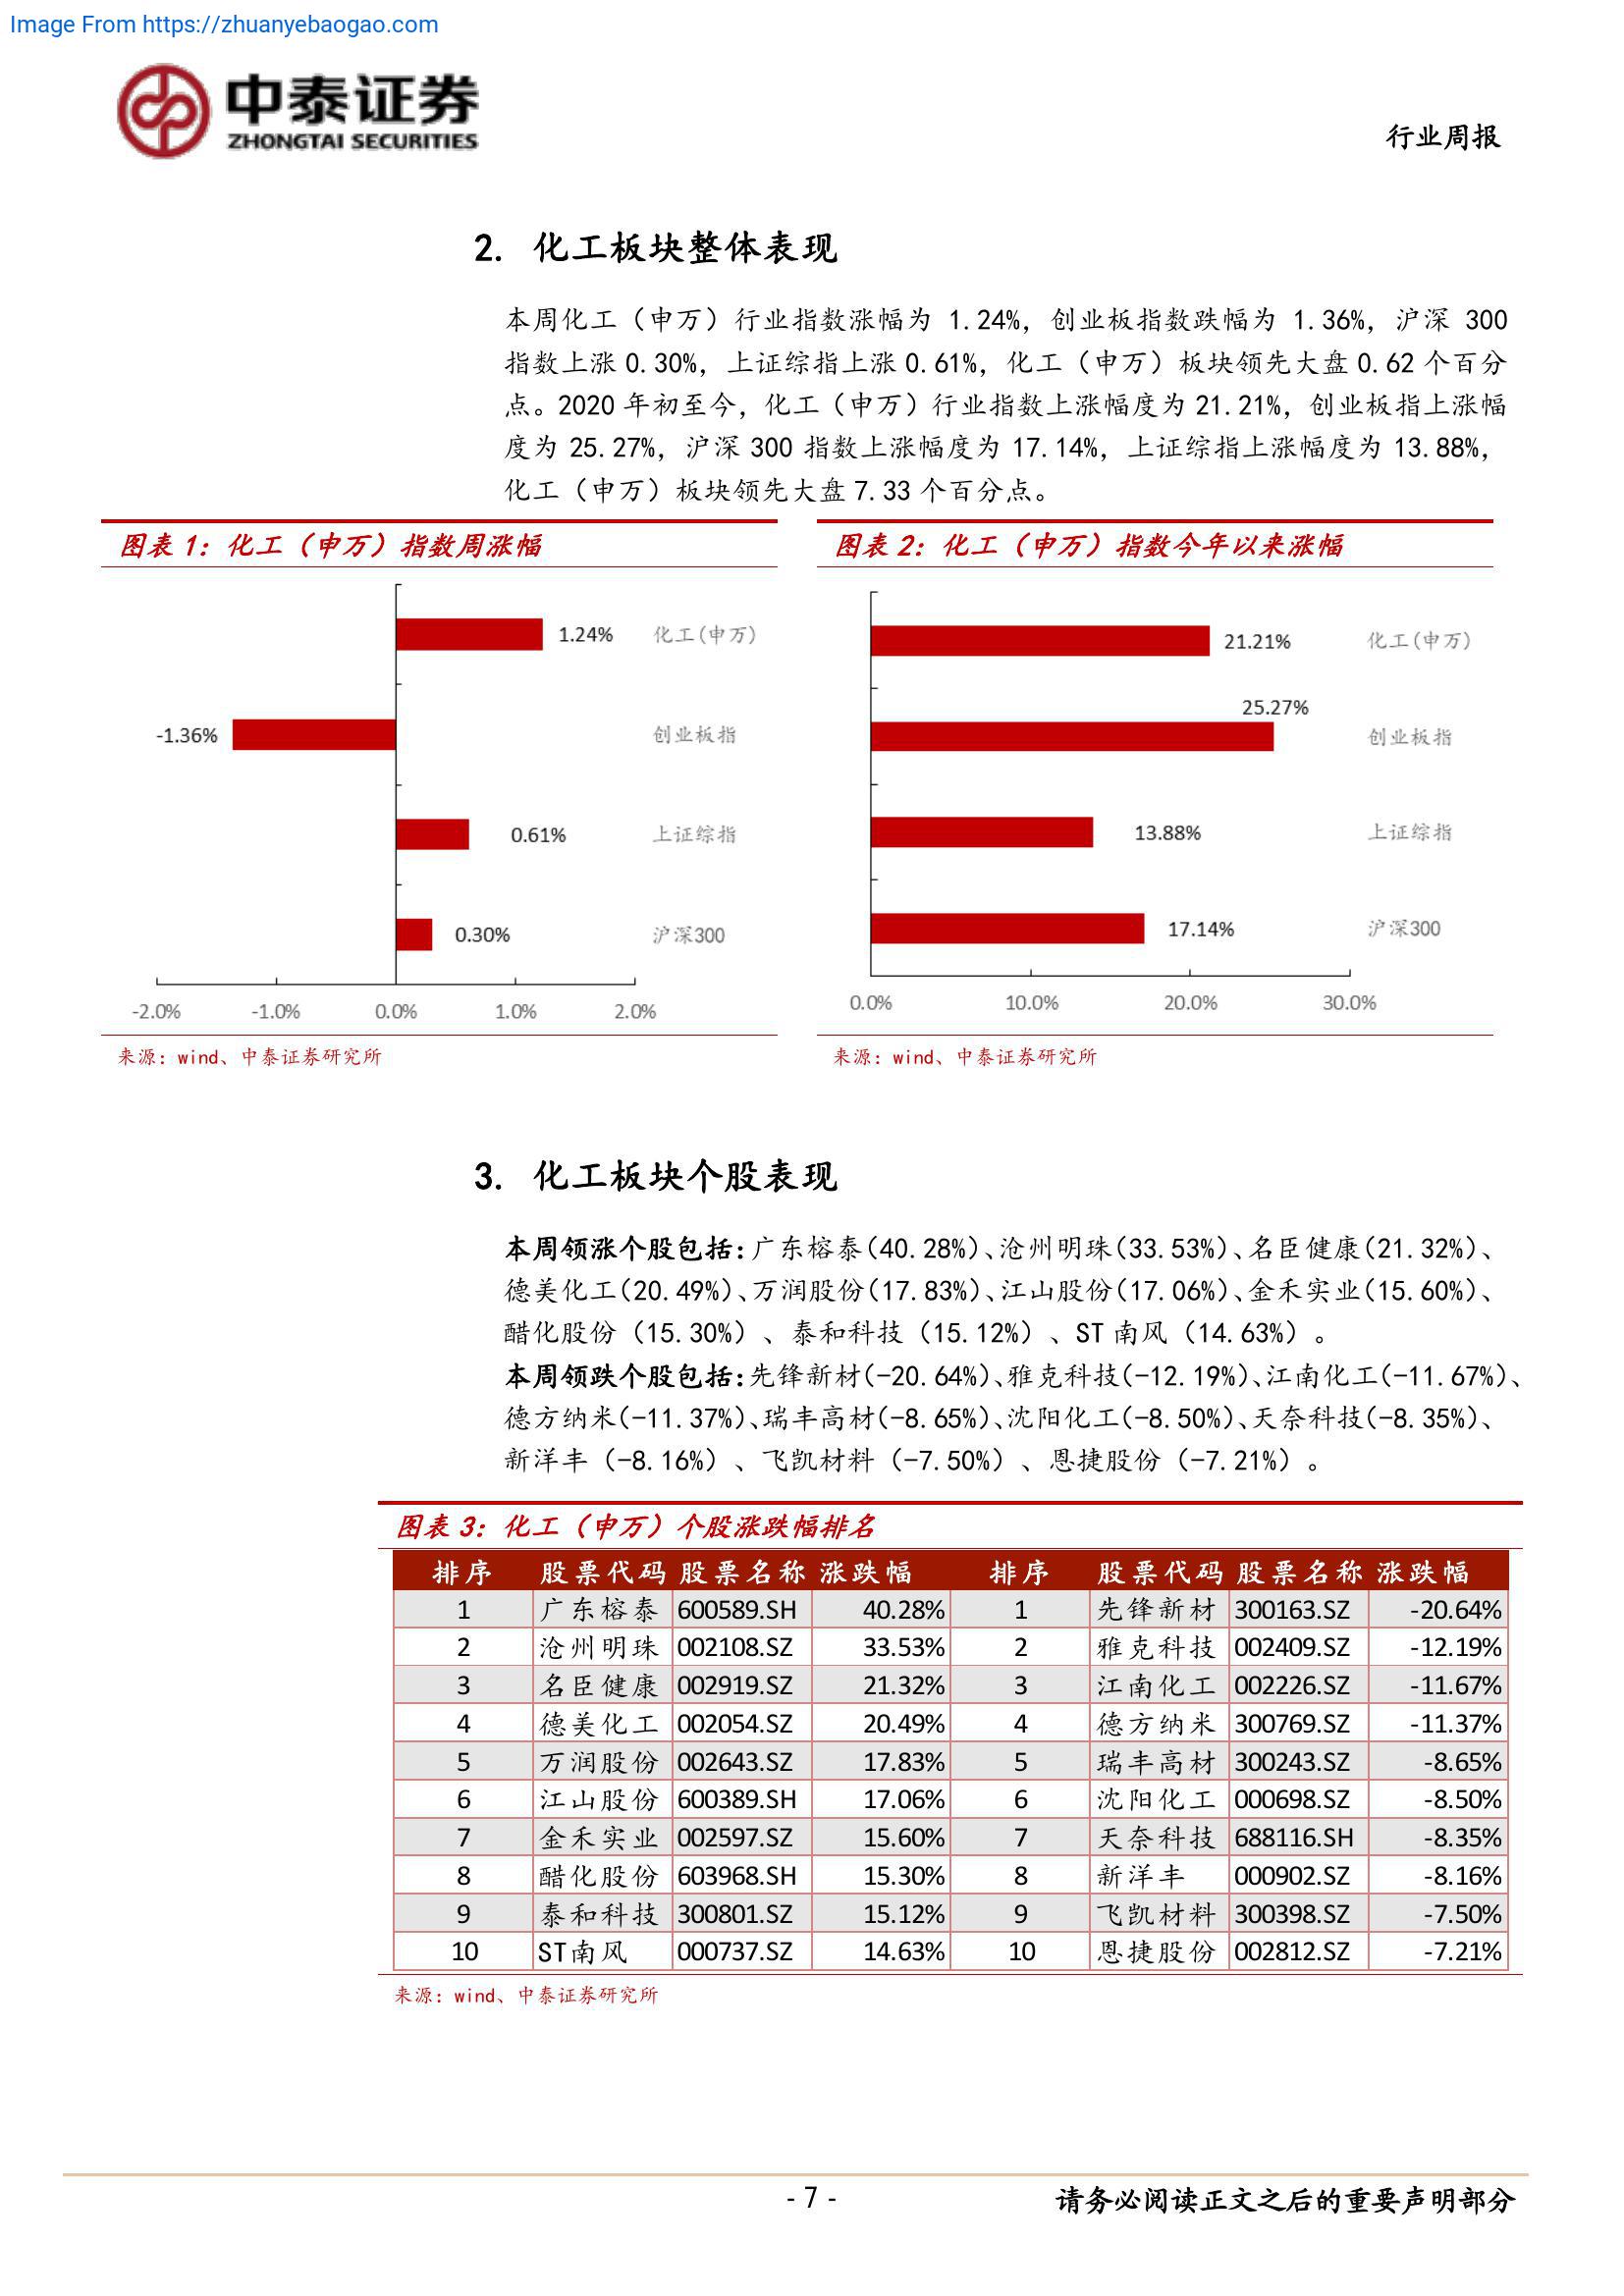 Image From https://zhuanyebaogao.com
中泰证券
ZHONGTAI SECURITIES
行业周报
2. 化工板块整体表现
本周化工（申万）行业指数涨幅为 1.24%，创业板指数跌幅为 1.36%，沪深 300
指数上涨 0.30%，上证综指上涨 0.61%，化工（申万）板块领先大盘 0.62 个百分
点。2020 年初至今，化工（申万）行业指数上涨幅度为 21.21%，创业板指上涨幅
度为 25.27%，沪深 300 指数上涨幅度为 17.14%，上证综指上涨幅度为 13.88%，
化工（申万）板块领先大盘 7.33 个百分点。
图表 1：化工（申万）指数周涨幅
1.24% 化工(申万)
-1.36% 创业板指
0.61% 上证综指
0.30% 沪深300
-2.0% -1.0% 0.0% 1.0% 2.0%
来源：wind、中泰证券研究所
图表 2：化工（申万）指数今年以来涨幅
21.21% 化工(申万)
25.27%
创业板指
13.88% 上证综指
17.14% 沪深300
0.0% 10.0% 20.0% 30.0%
来源：wind、中泰证券研究所
3. 化工板块个股表现
本周领涨个股包括：广东榕泰（40.28%）、沧州明珠（33.53%）、名臣健康（21.32%）、
德美化工（20.49%）、万润股份（17.83%）、江山股份（17.06%）、金禾实业（15.60%）、
醋化股份（15.30%）、泰和科技（15.12%）、ST 南风（14.63%）。
本周领跌个股包括：先锋新材（-20.64%）、雅克科技（-12.19%）、江南化工（-11.67%）、
德方纳米（-11.37%）、瑞丰高材（-8.65%）、沈阳化工（-8.50%）、天奈科技（-8.35%）、
新洋丰（-8.16%）、飞凯材料（-7.50%）、恩捷股份（-7.21%）。
图表 3：化工（申万）个股涨跌幅排名
排序 股票代码 股票名称 涨跌幅 排序 股票代码 股票名称 涨跌幅
1 广东榕泰 600589.SH 40.28% 1 先锋新材 300163.SZ -20.64%
2 沧州明珠 002108.SZ 33.53% 2 雅克科技 002409.SZ -12.19%
3 名臣健康 002919.SZ 21.32% 3 江南化工 002226.SZ -11.67%
4 德美化工 002054.SZ 20.49% 4 德方纳米 300769.SZ -11.37%
5 万润股份 002643.SZ 17.83% 5 瑞丰高材 300243.SZ -8.65%
6 江山股份 600389.SH 17.06% 6 沈阳化工 000698.SZ -8.50%
7 金禾实业 002597.SZ 15.60% 7 天奈科技 688116.SH -8.35%
8 醋化股份 603968.SH 15.30% 8 新洋丰 000902.SZ -8.16%
9 泰和科技 300801.SZ 15.12% 9 飞凯材料 300398.SZ -7.50%
10 ST南风 000737.SZ 14.63% 10 恩捷股份 002812.SZ -7.21%
来源：wind、中泰证券研究所
- 7 -
请务必阅读正文之后的重要声明部分